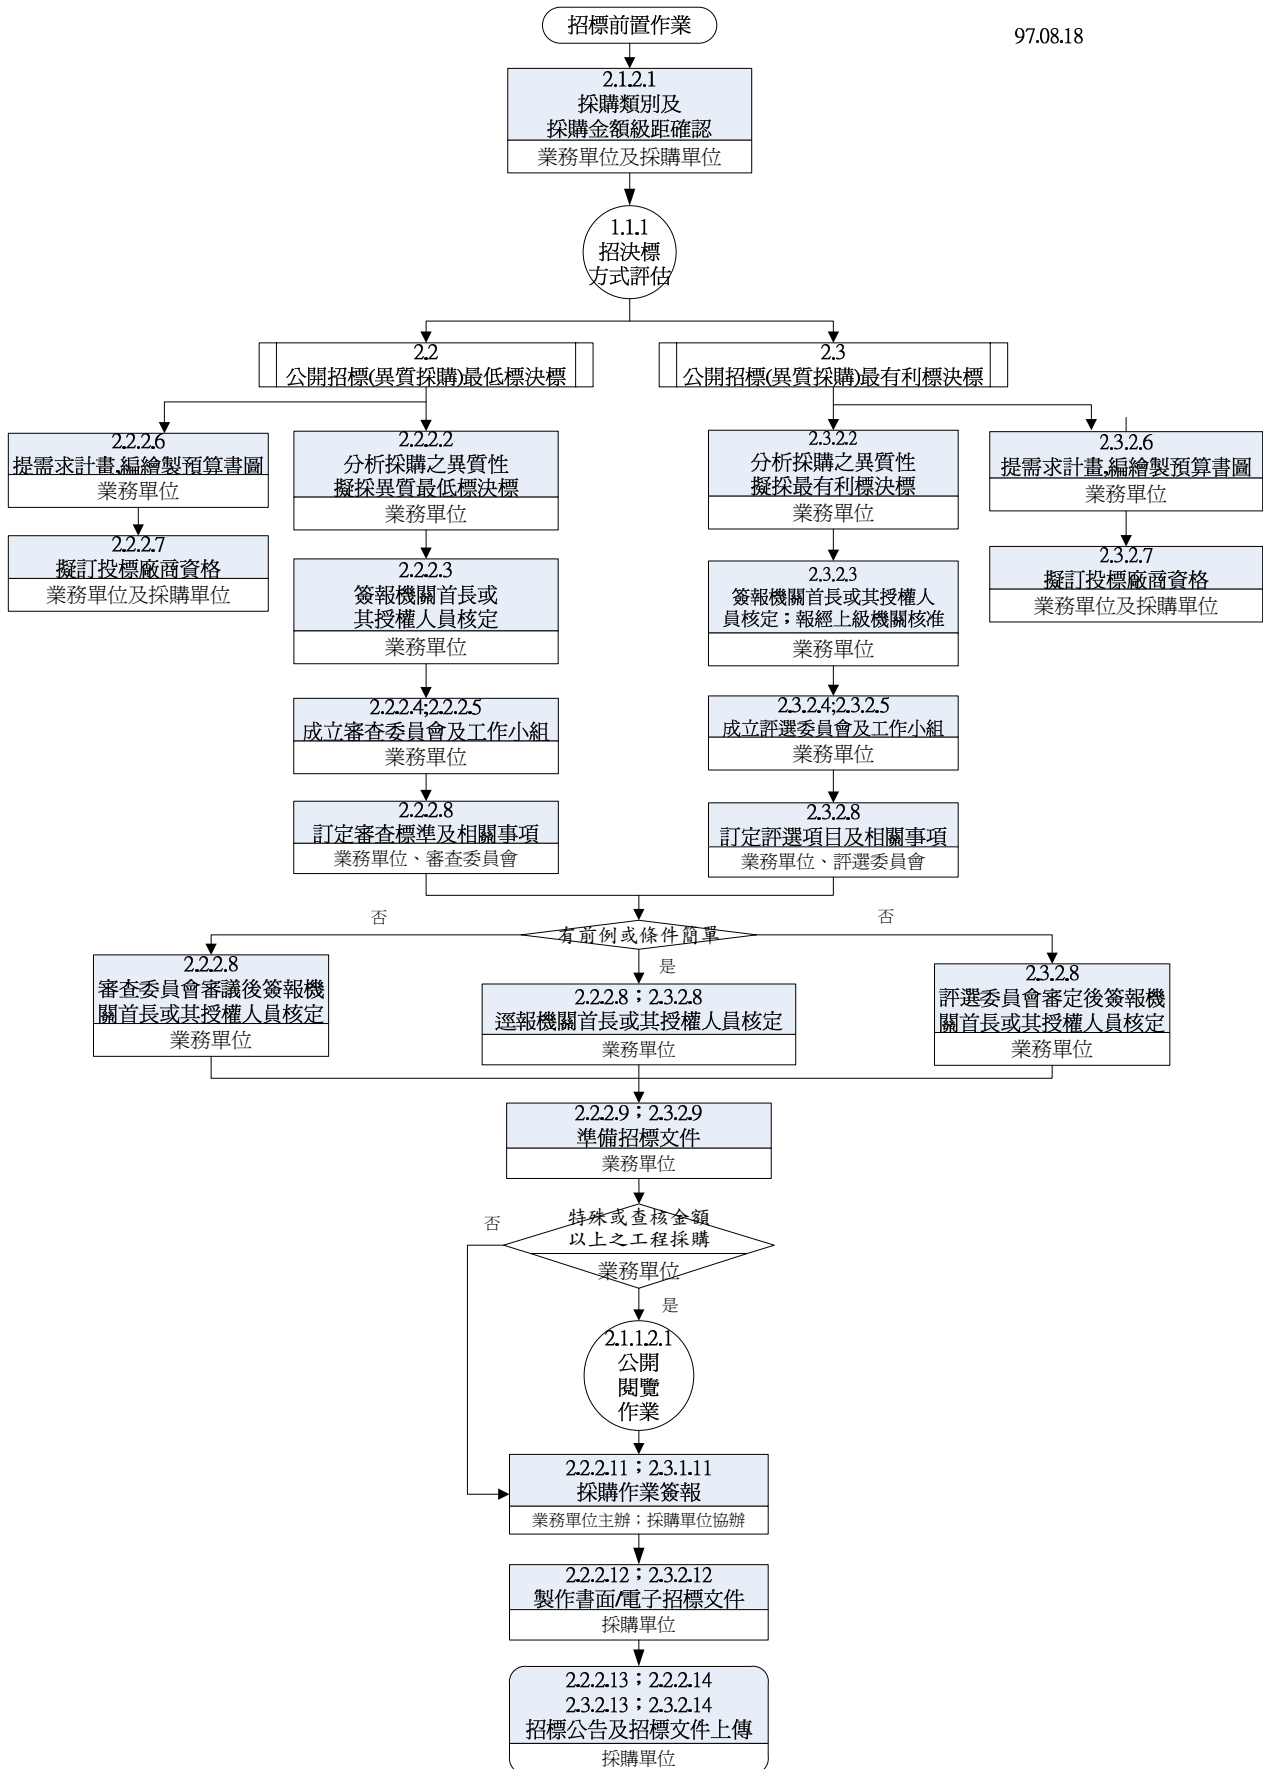 招標前置作業
97.08.18
2.1.2.1
採購類別及
採購金額級距確認
業務單位及採購單位
1.1.1
招決標
方式評估
2.2
公開招標(異質採購)最低標決標
2.3
公開招標(異質採購)最有利標決標
2.2.2.6
提需求計畫,編繪製預算書圖
業務單位
2.2.2.7
擬訂投標廠商資格
業務單位及採購單位
2.2.2.2
分析採購之異質性
擬採異質最低標決標
業務單位
2.2.2.3
簽報機關首長或
其授權人員核定
業務單位
2.2.2.4;2.2.2.5
成立審查委員會及工作小組
業務單位
2.2.2.8
訂定審查標準及相關事項
業務單位、審查委員會
2.3.2.2
分析採購之異質性
擬採最有利標決標
業務單位
2.3.2.3
簽報機關首長或其授權人
員核定；報經上級機關核准
業務單位
2.3.2.4;2.3.2.5
成立評選委員會及工作小組
業務單位
2.3.2.8
訂定評選項目及相關事項
業務單位、評選委員會
2.3.2.6
提需求計畫,編繪製預算書圖
業務單位
2.3.2.7
擬訂投標廠商資格
業務單位及採購單位
否
有前例或條件簡單
否
是
2.2.2.8
審查委員會審議後簽報機
關首長或其授權人員核定
業務單位
2.2.2.8；2.3.2.8
逕報機關首長或其授權人員核定
業務單位
2.3.2.8
評選委員會審定後簽報機
關首長或其授權人員核定
業務單位
2.2.2.9；2.3.2.9
準備招標文件
業務單位
否
特殊或查核金額
以上之工程採購
業務單位
是
2.1.1.2.1
公開
閱覽
作業
2.2.2.11；2.3.1.11
採購作業簽報
業務單位主辦；採購單位協辦
2.2.2.12；2.3.2.12
製作書面/電子招標文件
採購單位
2.2.2.13；2.2.2.14
2.3.2.13；2.3.2.14
招標公告及招標文件上傳
採購單位